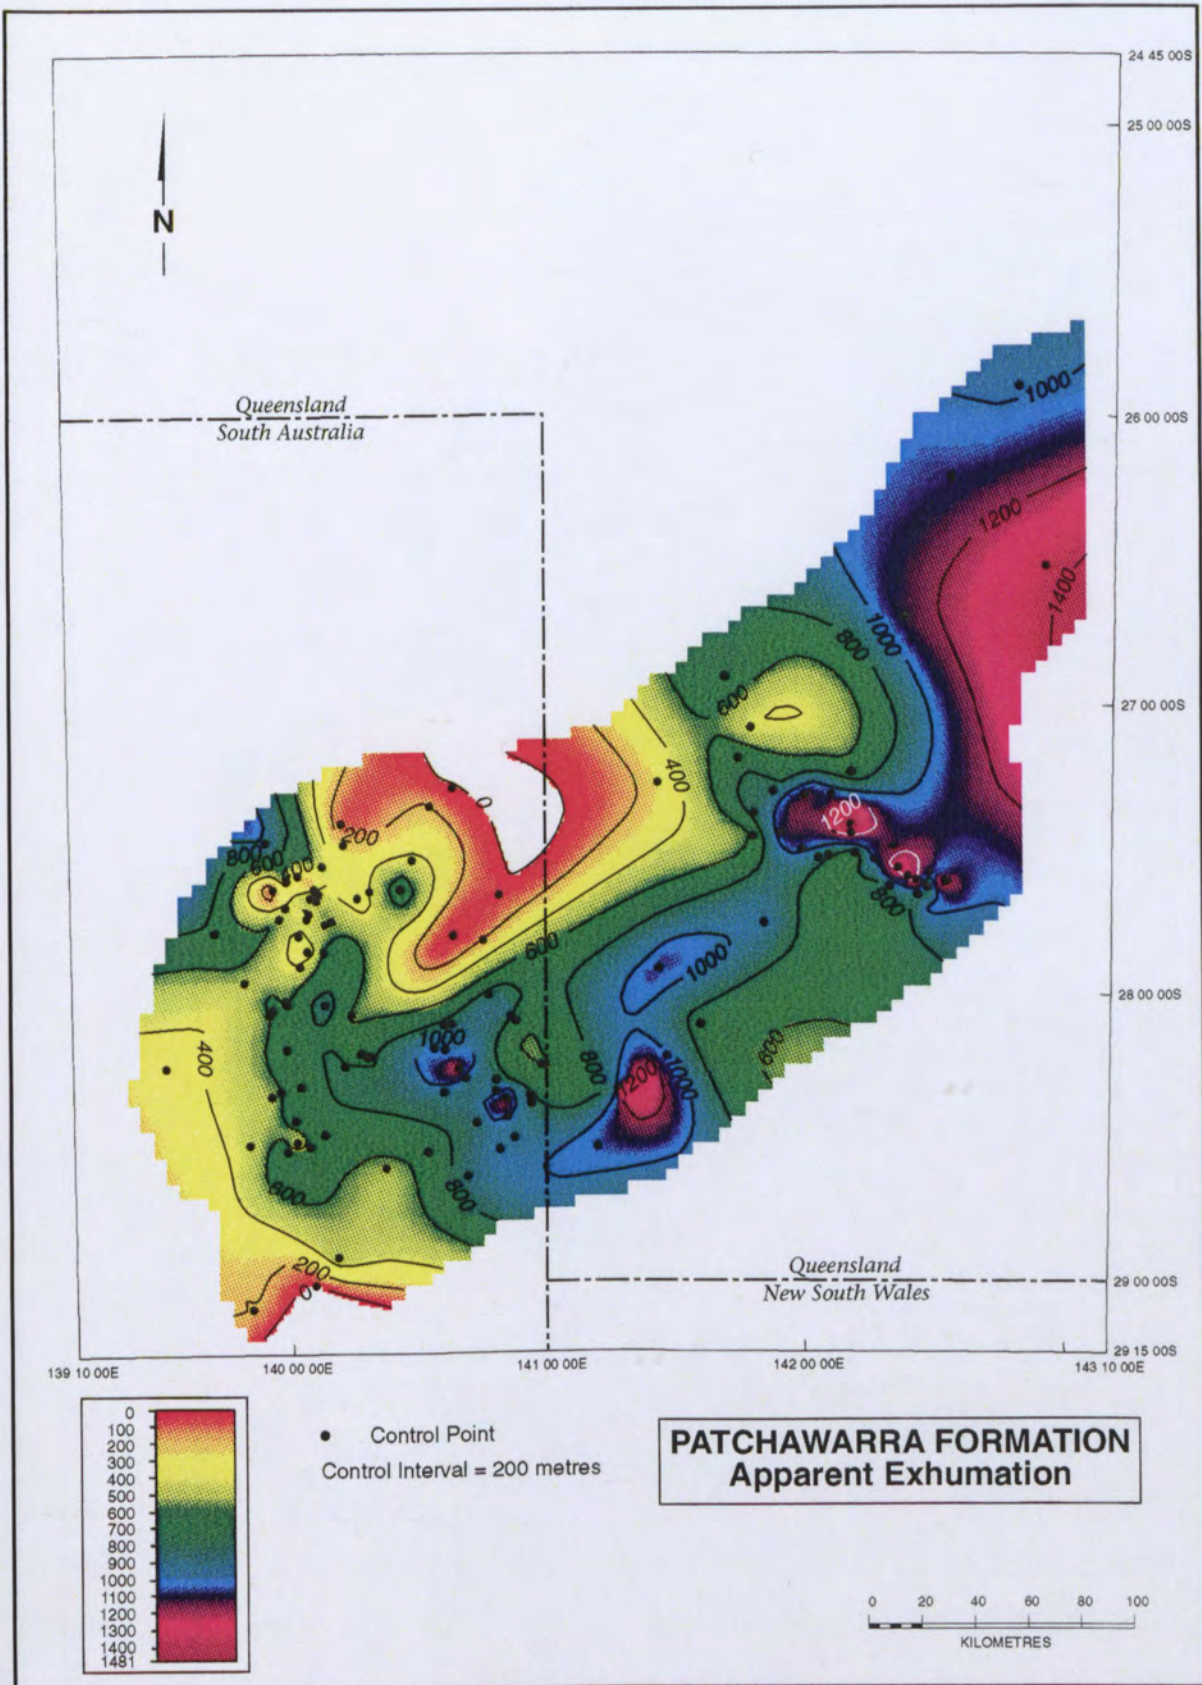 24 45 00S
25 00 00S
N
Queensland
South Australia
1000
26 00 00S
1200
1400
1000
800
600
27 00 00S
400
0
200
1200
800
600
400
800
600
1000
28 00 00S
1000
800
600
1000
1200
400
600
800
200
0
Queensland
New South Wales
29 00 00S
29 15 00S
139 10 00E
140 00 00E
141 00 00E
142 00 00E
143 10 00E
0
100
200
300
400
500
600
700
800
900
1000
1100
1200
1300
1400
1481
Control Point
Control Interval = 200 metres
PATCHAWARRA FORMATION
Apparent Exhumation
0 20 40 60 80 100
KILOMETRES